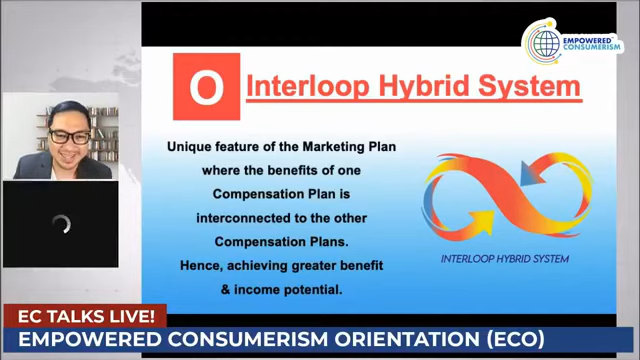 EMPOWERED
CONSUMERISM
O
Interloop Hybrid System
Unique feature of the Marketing Plan
where the benefits of one
Compensation Plan is
interconnected to the other
Compensation Plans.
Hence, achieving greater benefit
& income potential.
INTERLOOP HYBRID SYSTEM
EC TALKS LIVE!
EMPOWERED CONSUMERISM ORIENTATION (ECO)